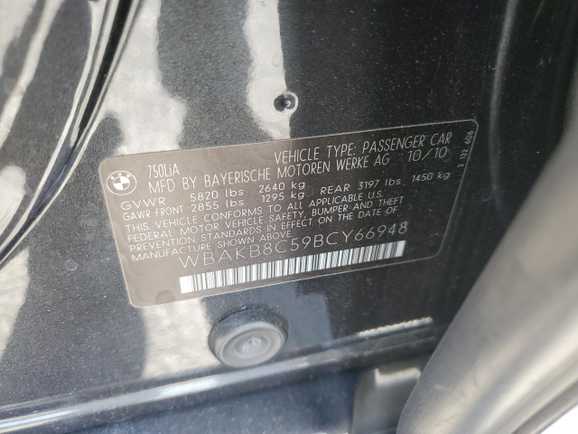 750LiA
VEHICLE TYPE: PASSENGER CAR
MFD BY BAYERISCHE MOTOREN WERKE AG 10/10
GVWR 5820 lbs 2640 kg
GAWR FRONT 2855 lbs 1295 kg REAR 3197 lbs 1450 kg
THIS VEHICLE CONFORMS TO ALL APPLICABLE U.S.
FEDERAL MOTOR VEHICLE SAFETY, BUMPER AND THEFT
PREVENTION STANDARDS IN EFFECT ON THE DATE OF
MANUFACTURE SHOWN ABOVE.
WBAKB8C59BCY66948